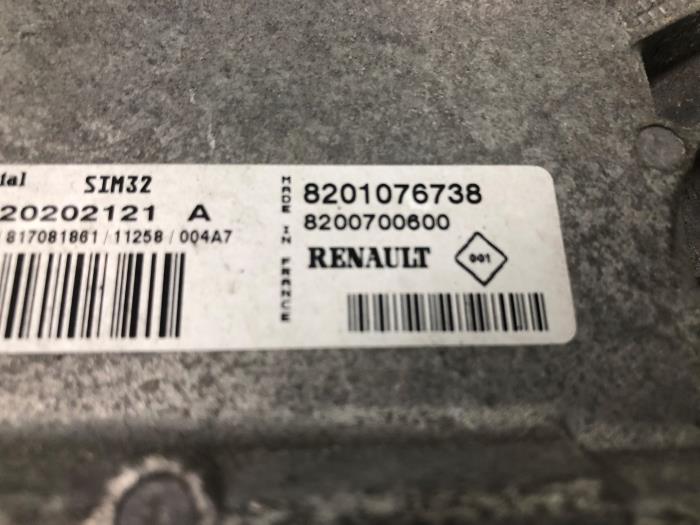 SIM32
20202121 A
817081861/11258/004A7
MADE IN FRANCE
8201076738
8200700600
RENAULT 001